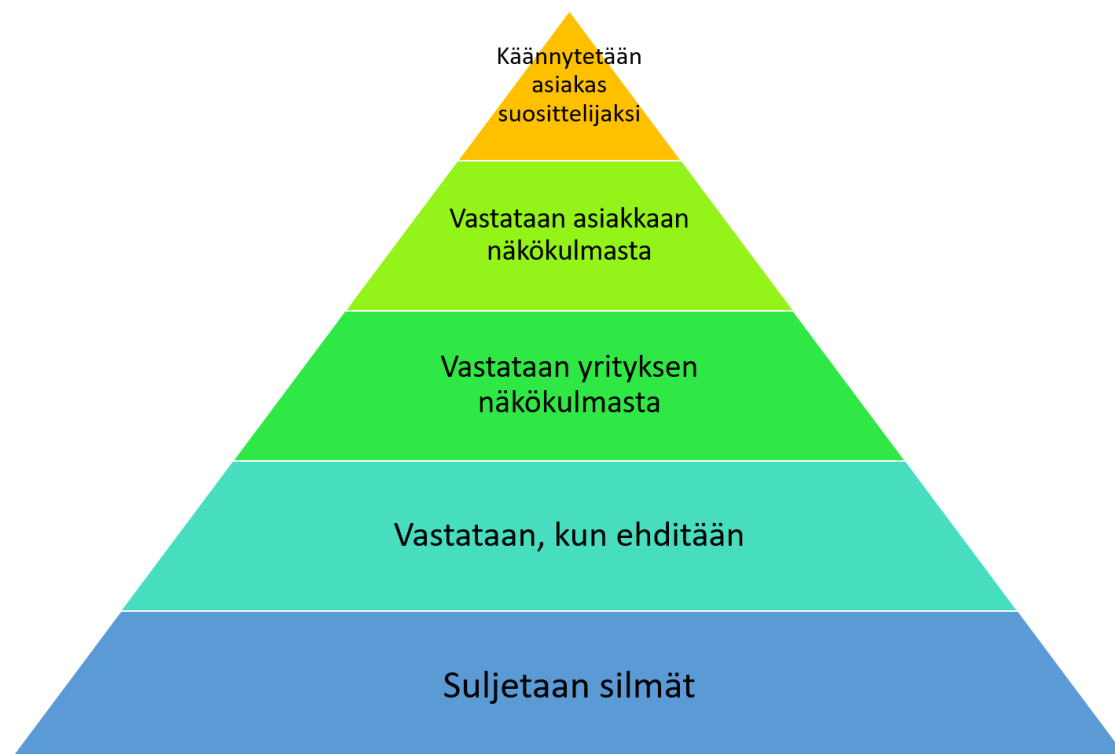 Käännytetään
asiakas
suosittelijaksi
Vastataan asiakkaan
näkökulmasta
Vastataan yrityksen
näkökulmasta
Vastataan, kun ehditään
Suljetaan silmät